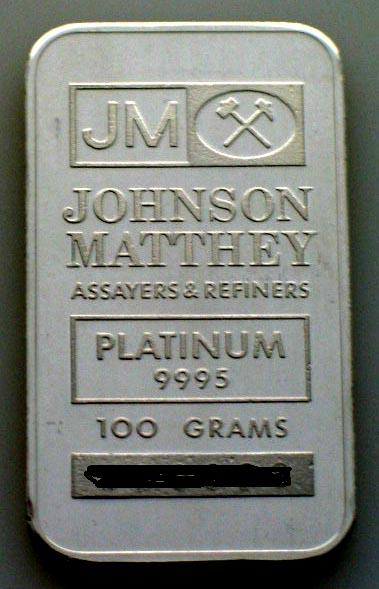 JM
JOHNSON
MATTHEY
ASSAYERS & REFINERS
PLATINUM
9995
100 GRAMS